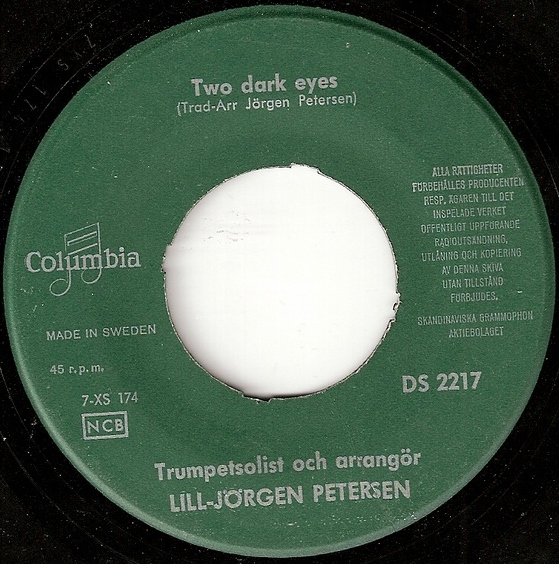 Two dark eyes
(Trad-Arr Jörgen Petersen)
ALLA RÄTTIGHETER
FÖRBEHÅLLES PRODUCENTEN
RESP. ÄGAREN TILL DET
INSPELADE VERKET
OFFENTLIGT UPPFÖRANDE
RADIOUTSÄNDNING,
UTLÅNING OCH KOPIERING
AV DENNA SKIVA
UTAN TILLSTÅND
FÖRBJUDES.
SKANDINAVISKA GRAMMOPHON
AKTIEBOLAGET
Columbia
MADE IN SWEDEN
45 r.p.m.
7-XS 174
NCB
DS 2217
Trumpetsolist och arrangör
LILL-JÖRGEN PETERSEN